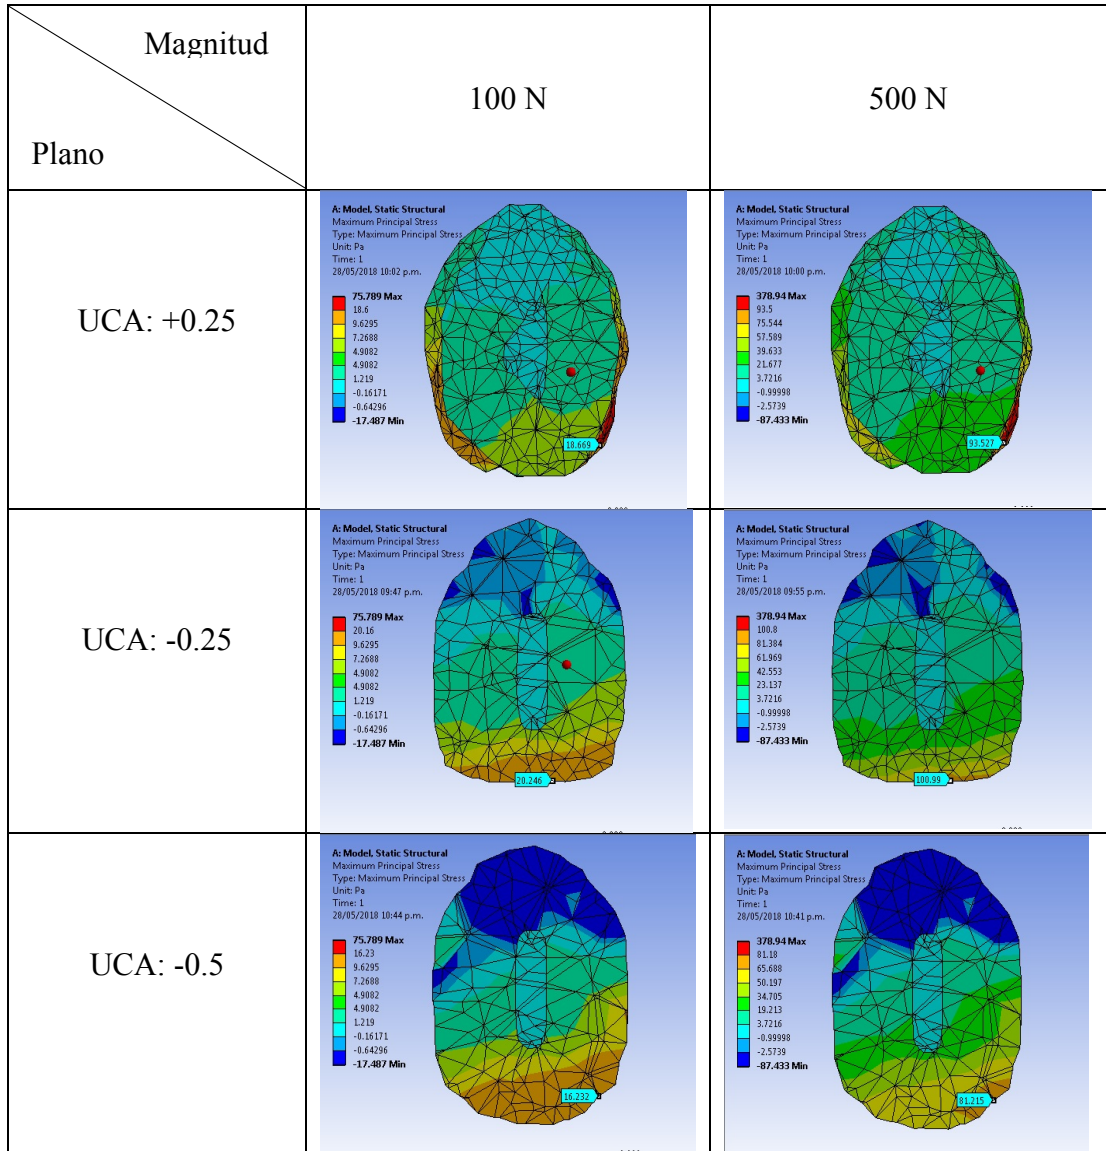 Magnitud
Plano
100 N
500 N
UCA: +0.25
A: Model, Static Structural
Maximum Principal Stress
Type: Maximum Principal Stress
Unit: Pa
Time: 1
28/05/2018 10:02 p.m.
75.789 Max
18.6
9.6295
7.2688
4.9082
4.9082
1.219
-0.16171
-0.64296
-17.487 Min
18.669
A: Model, Static Structural
Maximum Principal Stress
Type: Maximum Principal Stress
Unit: Pa
Time: 1
28/05/2018 10:00 p.m.
378.94 Max
93.5
75.544
57.589
39.633
21.677
3.7216
-0.99998
-2.5739
-87.433 Min
93.527
UCA: -0.25
A: Model, Static Structural
Maximum Principal Stress
Type: Maximum Principal Stress
Unit: Pa
Time: 1
28/05/2018 09:47 p.m.
75.789 Max
20.16
9.6295
7.2688
4.9082
4.9082
1.219
-0.16171
-0.64296
-17.487 Min
20.246
A: Model, Static Structural
Maximum Principal Stress
Type: Maximum Principal Stress
Unit: Pa
Time: 1
28/05/2018 09:55 p.m.
378.94 Max
100.8
81.384
61.969
42.553
23.137
3.7216
-0.99998
-2.5739
-87.433 Min
100.99
UCA: -0.5
A: Model, Static Structural
Maximum Principal Stress
Type: Maximum Principal Stress
Unit: Pa
Time: 1
28/05/2018 10:44 p.m.
75.789 Max
16.23
9.6295
7.2688
4.9082
4.9082
1.219
-0.16171
-0.64296
-17.487 Min
16.232
A: Model, Static Structural
Maximum Principal Stress
Type: Maximum Principal Stress
Unit: Pa
Time: 1
28/05/2018 10:41 p.m.
378.94 Max
81.18
65.688
50.197
34.705
19.213
3.7216
-0.99998
-2.5739
-87.433 Min
81.215